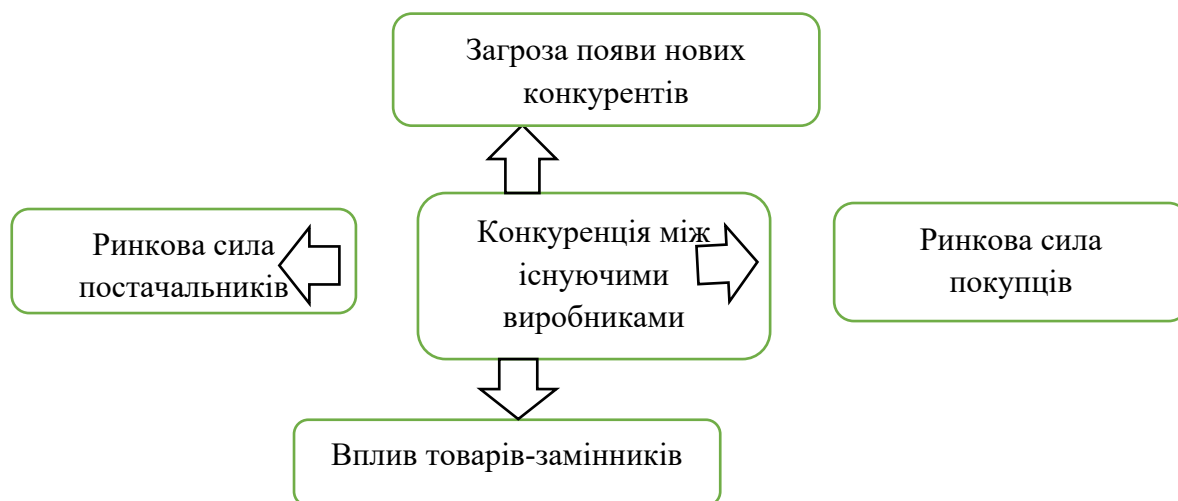 Загроза появи нових
конкурентів
Ринкова сила
постачальників
Конкуренція між
існуючими
виробниками
Ринкова сила
покупців
Вплив товарів-замінників